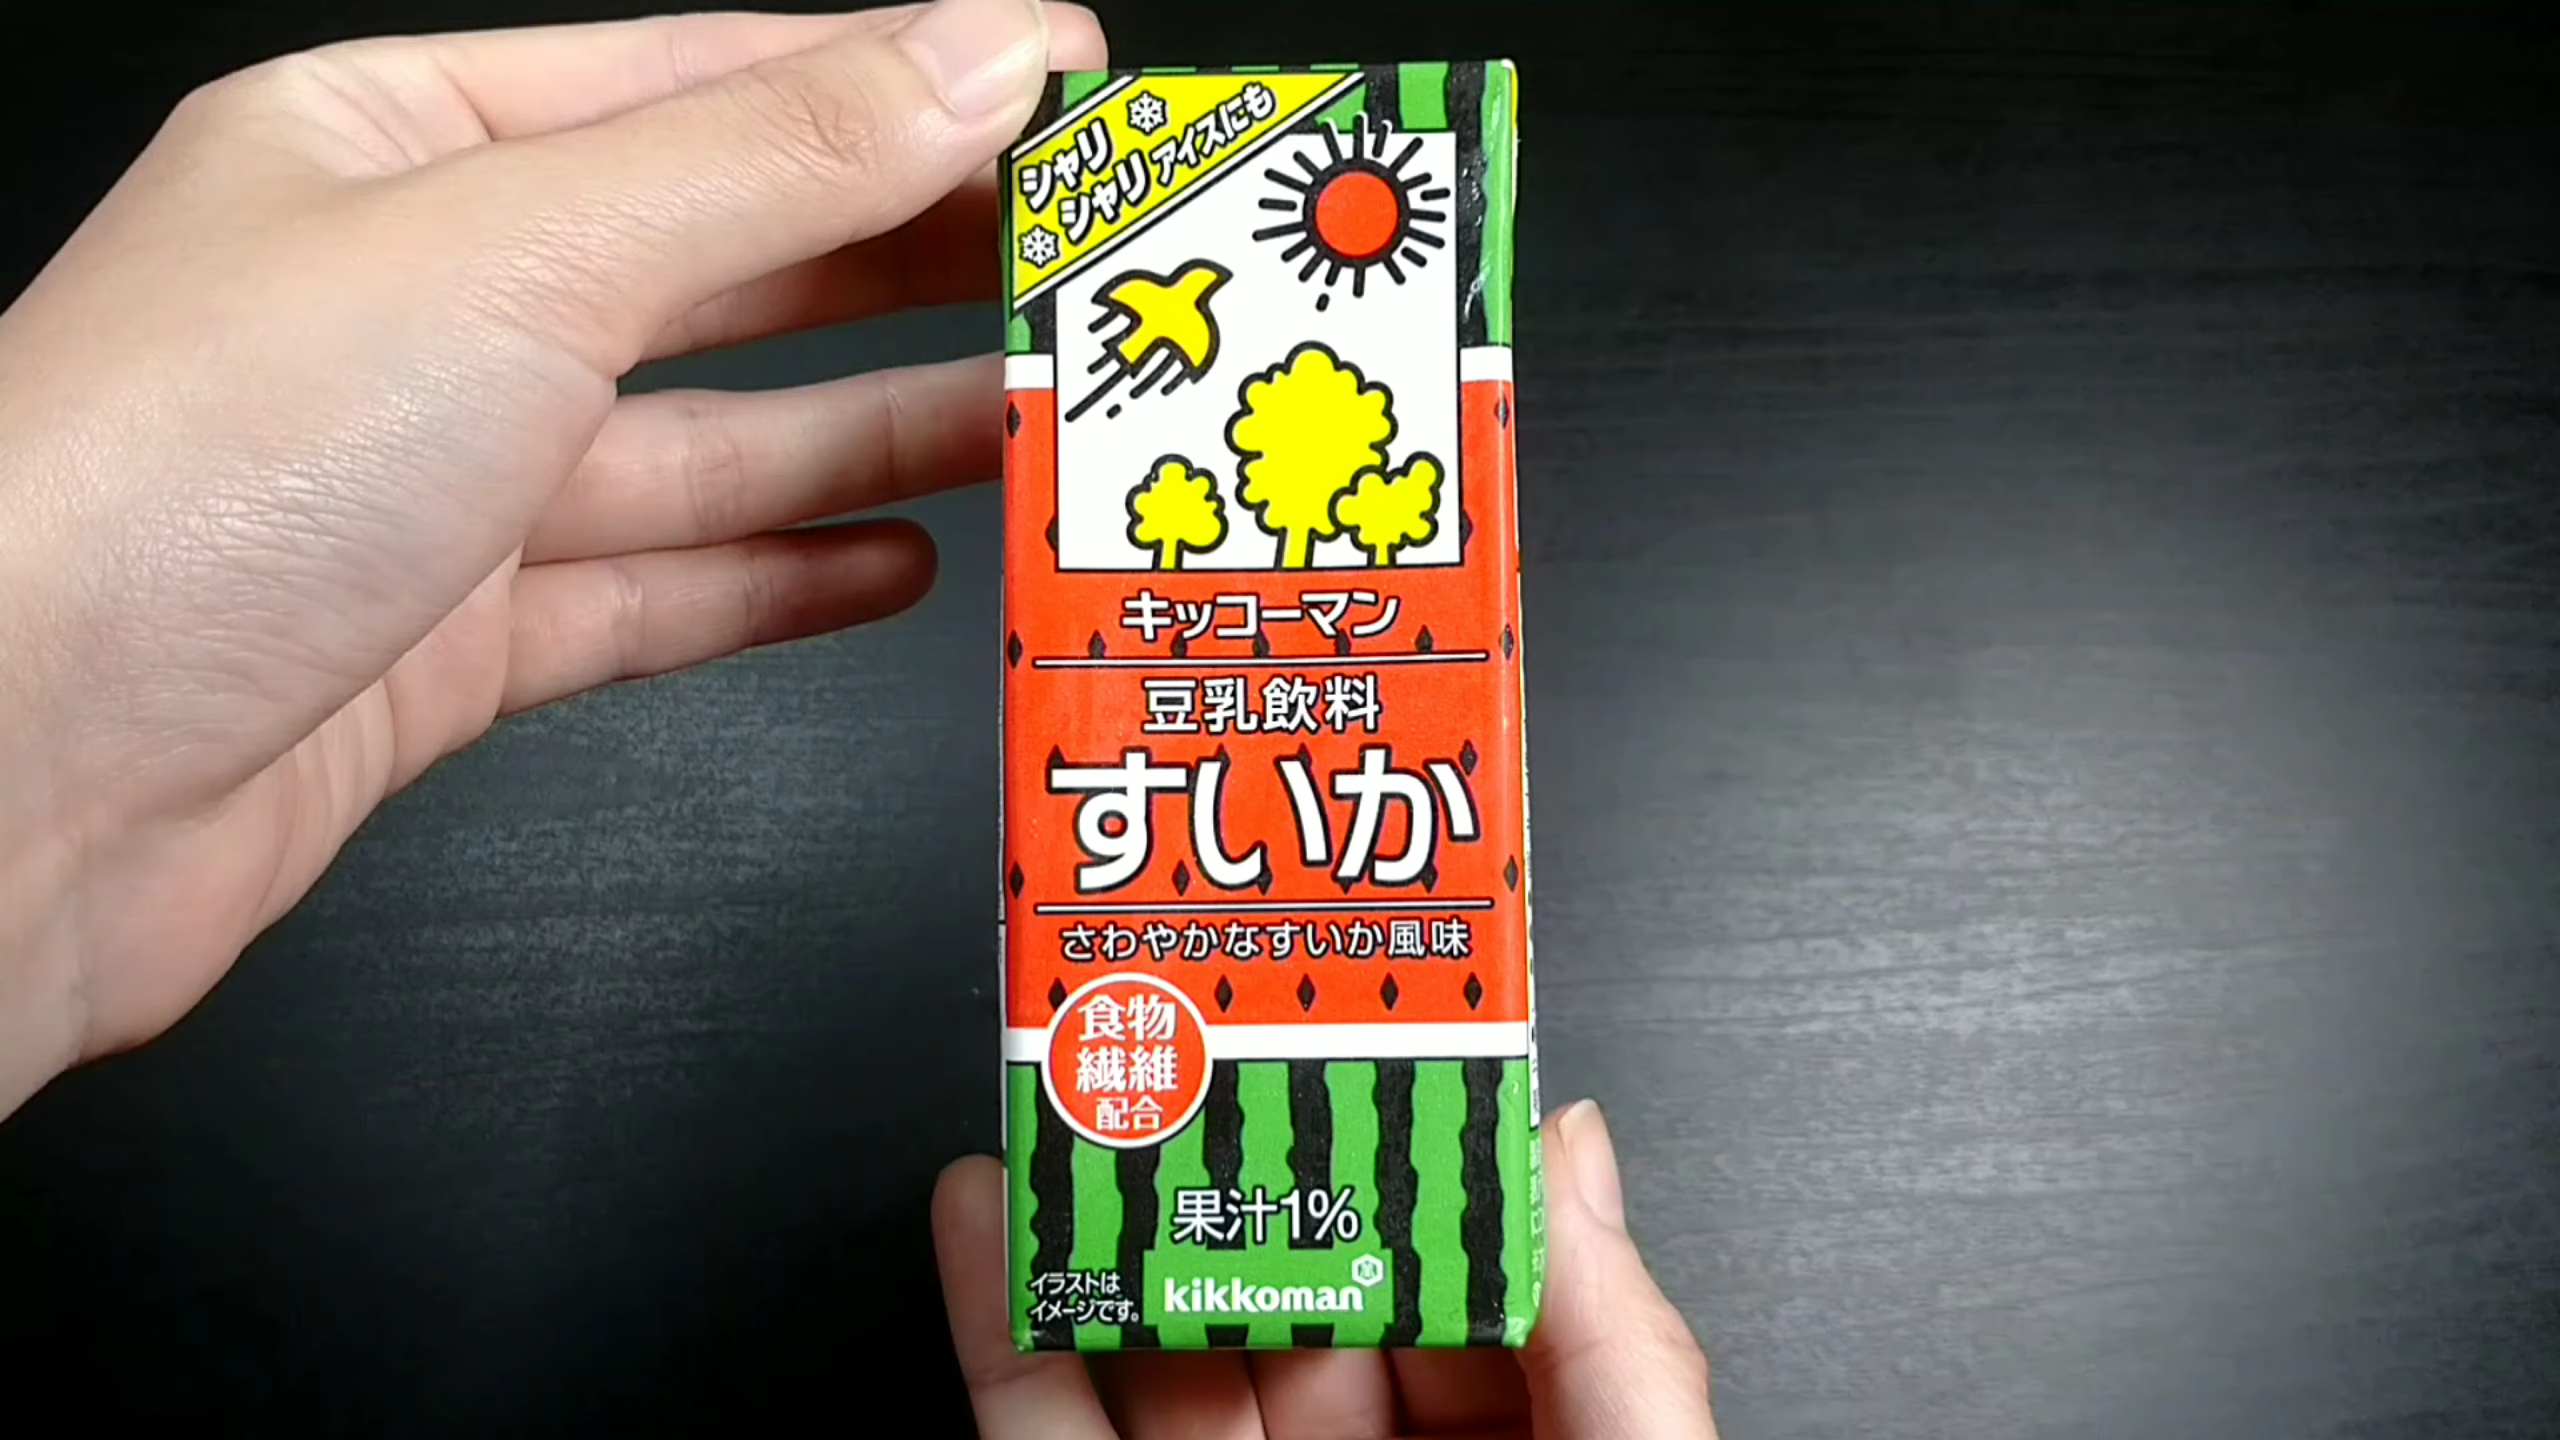 シャリ
シャリ アイスにも
キッコーマン
豆乳飲料
すいか
さわやかなすいか風味
食物
繊維
配合
果汁1%
イラストは
イメージです。
kikkoman